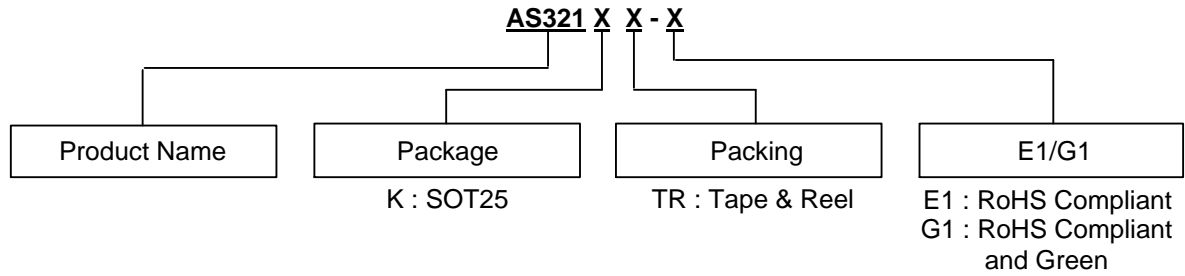 AS321 X X - X
Product Name
Package
Packing
E1/G1
K : SOT25
TR : Tape & Reel
E1 : RoHS Compliant
G1 : RoHS Compliant
and Green